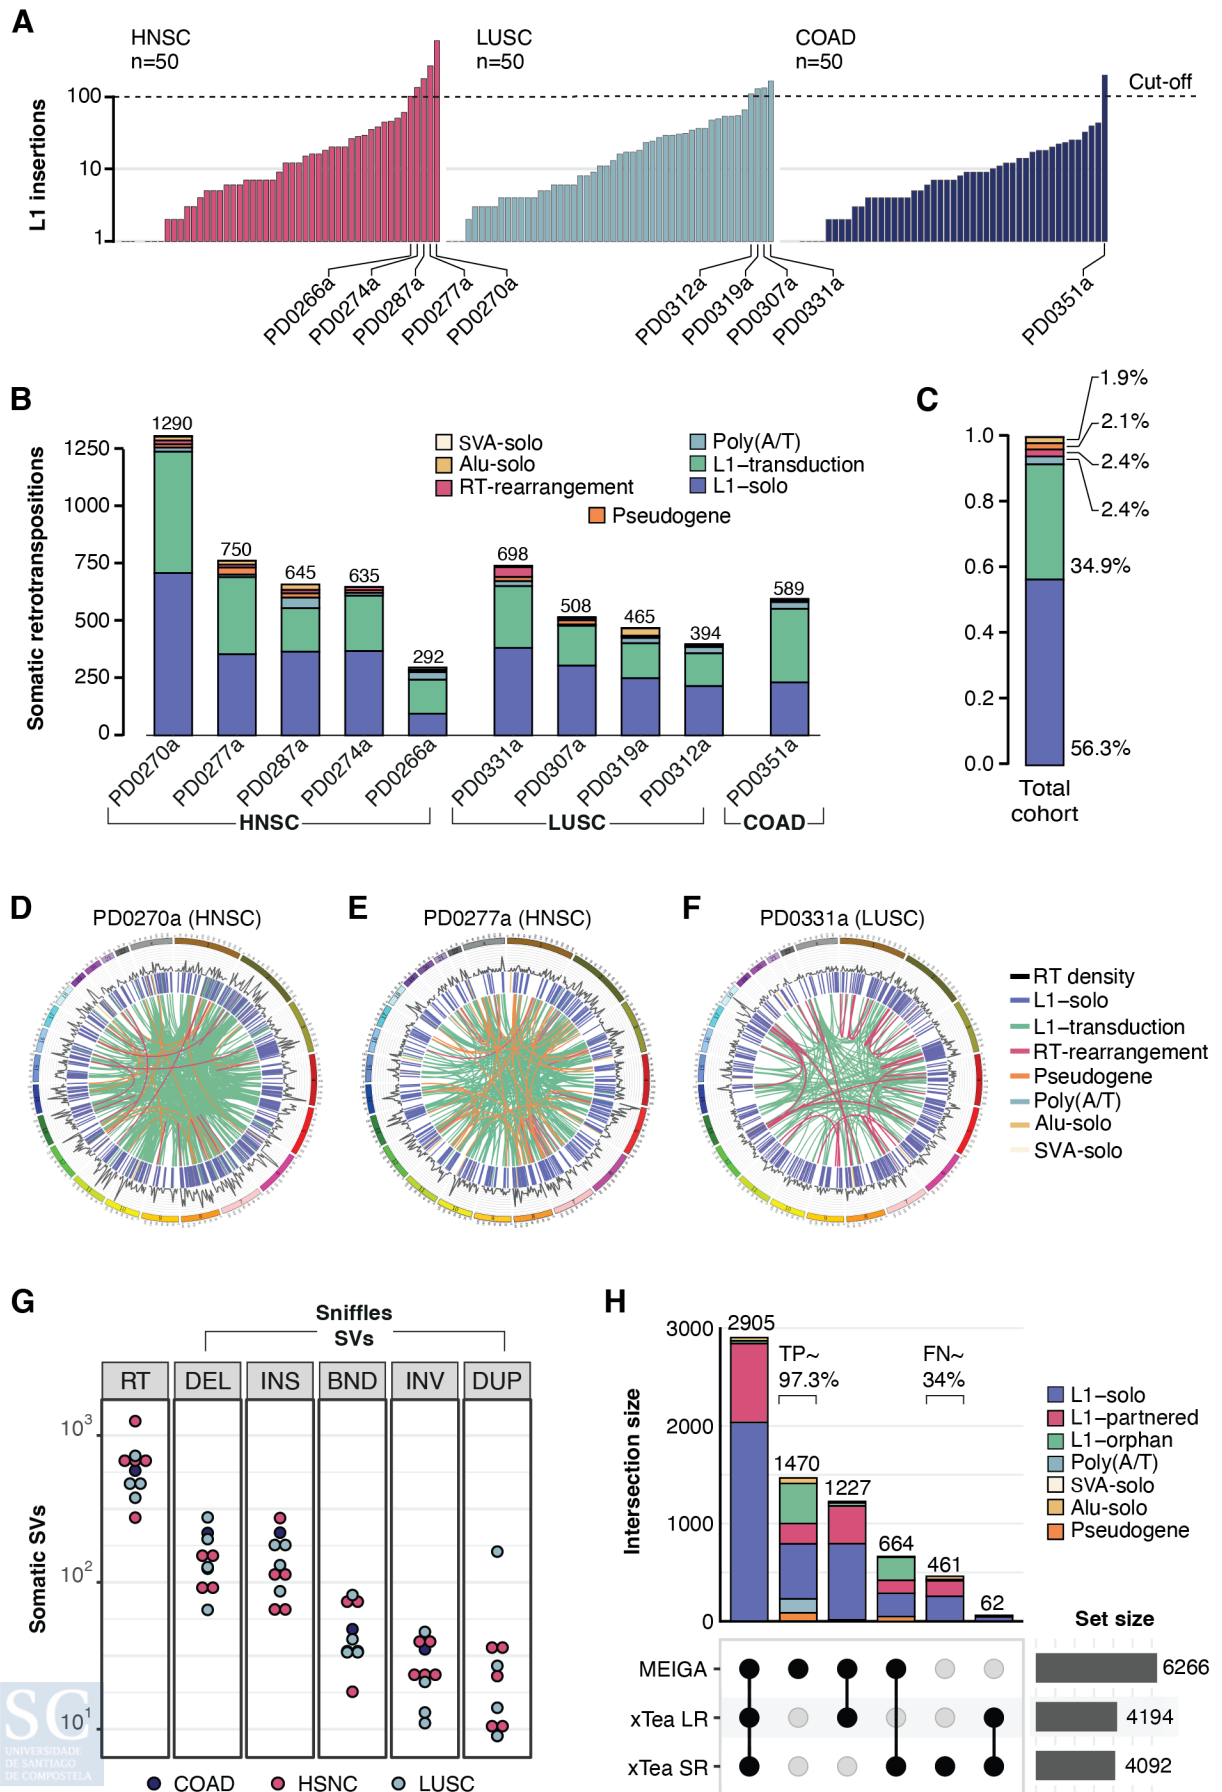 A
HNSC
n=50
LUSC
n=50
COAD
n=50
Cut-off
L1 insertions
100
10
1
PD0266a
PD0274a
PD0287a
PD0277a
PD0270a
PD0312a
PD0319a
PD0307a
PD0331a
PD0351a
B
Somatic retrotranspositions
1250
1000
750
500
250
0
1290
750
645
635
292
698
508
465
394
589
SVA-solo
Alu-solo
RT-rearrangement
Poly(A/T)
L1-transduction
L1-solo
Pseudogene
PD0270a
PD0277a
PD0287a
PD0274a
PD0266a
PD0331a
PD0307a
PD0319a
PD0312a
PD0351a
HNSC
LUSC
COAD
C
1.0
0.8
0.6
0.4
0.2
0.0
1.9%
2.1%
2.4%
2.4%
34.9%
56.3%
Total
cohort
D
PD0270a (HNSC)
E
PD0277a (HNSC)
F
PD0331a (LUSC)
RT density
L1-solo
L1-transduction
RT-rearrangement
Pseudogene
Poly(A/T)
Alu-solo
SVA-solo
G
Sniffles
SVs
RT
DEL
INS
BND
INV
DUP
Somatic SVs
10³
10²
10¹
COAD
HSNC
LUSC
SC
UNIVERSIDADE
DE SANTIAGO
DE COMPOSTELA
H
Intersection size
3000
2000
1000
0
2905
1470
1227
664
461
62
TP~
97.3%
FN~
34%
L1-solo
L1-partnered
L1-orphan
Poly(A/T)
SVA-solo
Alu-solo
Pseudogene
Set size
MEIGA
6266
xTea LR
4194
xTea SR
4092